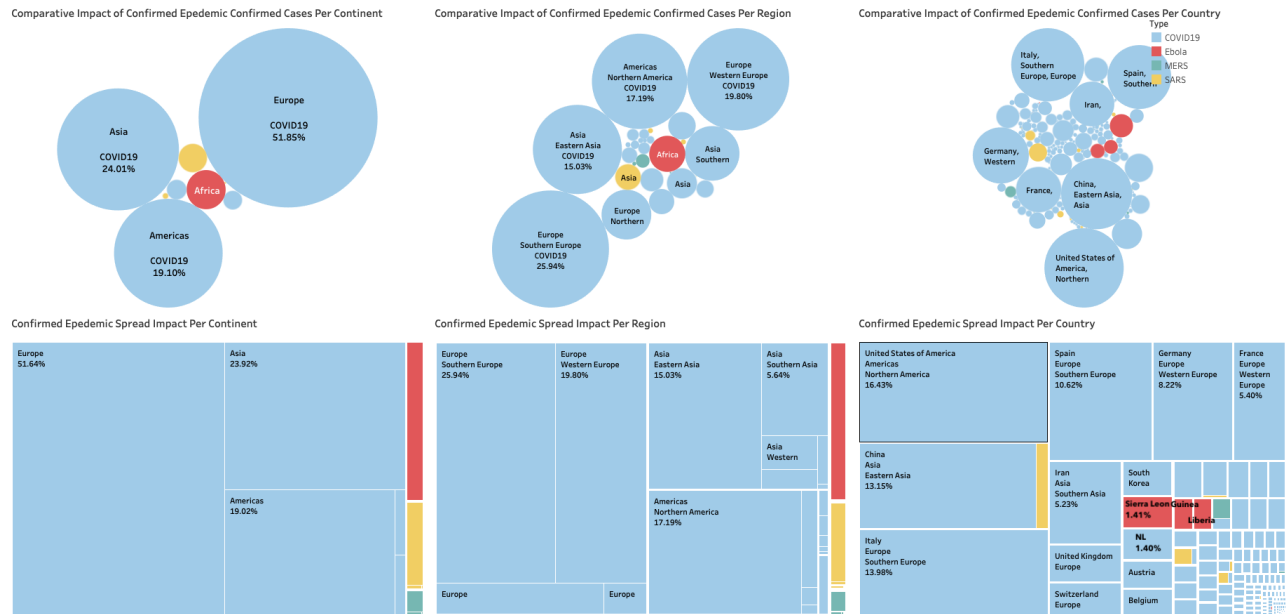 Comparative Impact of Confirmed Epedemic Confirmed Cases Per Continent
Europe
COVID19
51.85%
Asia
COVID19
24.01%
Africa
Americas
COVID19
19.10%
Comparative Impact of Confirmed Epedemic Confirmed Cases Per Region
Americas
Northern America
COVID19
17.19%
Europe
Western Europe
COVID19
19.80%
Asia
Eastern Asia
COVID19
15.03%
Africa
Asia
Southern
Asia
Asia
Europe
Northern
Europe
Southern Europe
COVID19
25.94%
Comparative Impact of Confirmed Epedemic Confirmed Cases Per Country
Type
COVID19
Ebola
MERS
SARS
Italy,
Southern
Europe, Europe
Spain,
Southern
Iran,
Germany,
Western
France,
China,
Eastern Asia,
Asia
United States of
America,
Northern
Confirmed Epedemic Spread Impact Per Continent
Europe
51.64%
Asia
23.92%
Americas
19.02%
Confirmed Epedemic Spread Impact Per Region
Europe
Southern Europe
25.94%
Europe
Western Europe
19.80%
Asia
Eastern Asia
15.03%
Asia
Southern Asia
5.64%
Asia
Western
Americas
Northern America
17.19%
Europe
Europe
Confirmed Epedemic Spread Impact Per Country
United States of America
Americas
Northern America
16.43%
Spain
Europe
Southern Europe
10.62%
Germany
Europe
Western Europe
8.22%
France
Europe
Western
Europe
5.40%
China
Asia
Eastern Asia
13.15%
Iran
Asia
Southern Asia
5.23%
South
Korea
Sierra Leon
1.41%
Guinea
Liberia
NL
1.40%
Italy
Europe
Southern Europe
13.98%
United Kingdom
Europe
Austria
Switzerland
Europe
Belgium